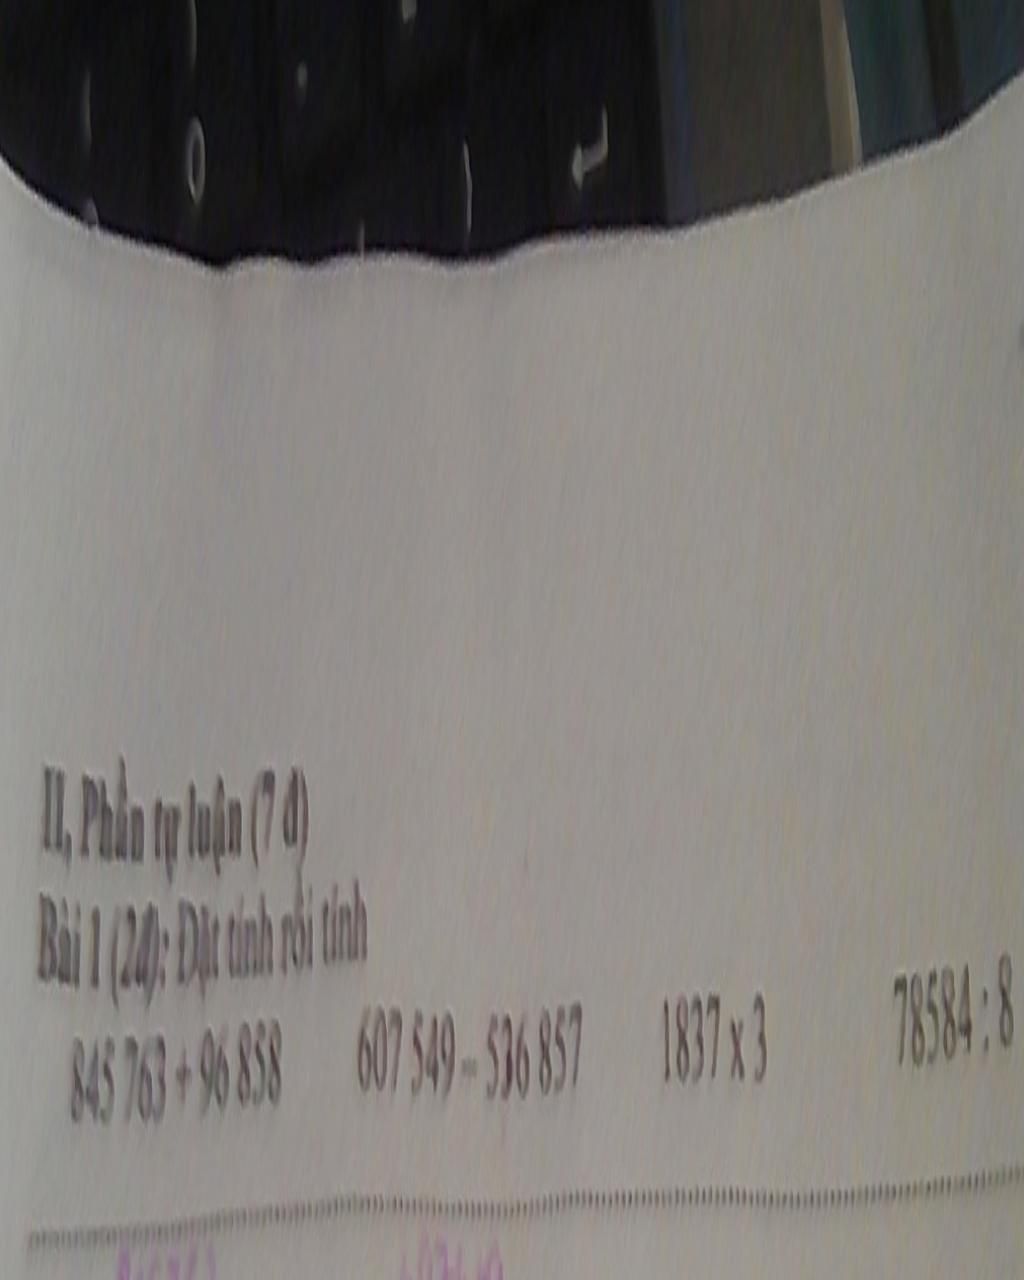 II, Phần tự luận (7 đ)
Bài 1 (2đ): Đặt tính rồi tính
845 763 + 96 858 607 549 – 536 857 1837 x 3 78584 : 8